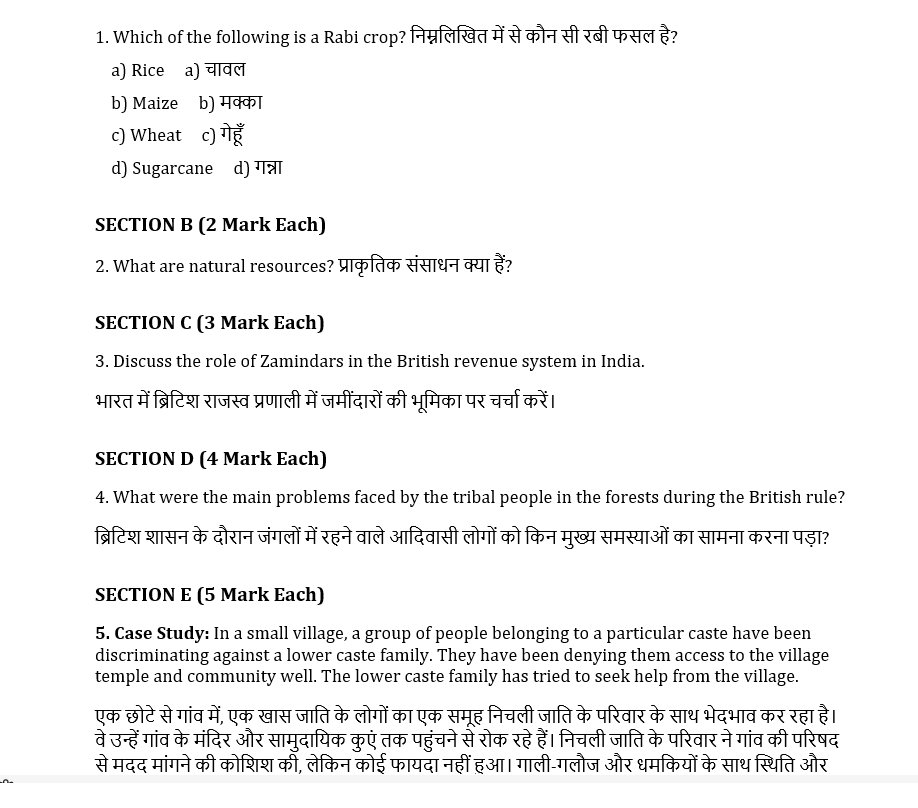 1. Which of the following is a Rabi crop? निम्नलिखित में से कौन सी रबी फसल है?
a) Rice a) चावल
b) Maize b) मक्का
c) Wheat c) गेहूँ
d) Sugarcane d) गन्ना
SECTION B (2 Mark Each)
2. What are natural resources? प्राकृतिक संसाधन क्या हैं?
SECTION C (3 Mark Each)
3. Discuss the role of Zamindars in the British revenue system in India.
भारत में ब्रिटिश राजस्व प्रणाली में जमींदारों की भूमिका पर चर्चा करें।
SECTION D (4 Mark Each)
4. What were the main problems faced by the tribal people in the forests during the British rule?
ब्रिटिश शासन के दौरान जंगलों में रहने वाले आदिवासी लोगों को किन मुख्य समस्याओं का सामना करना पड़ा?
SECTION E (5 Mark Each)
5. Case Study: In a small village, a group of people belonging to a particular caste have been
discriminating against a lower caste family. They have been denying them access to the village
temple and community well. The lower caste family has tried to seek help from the village.
एक छोटे से गांव में, एक खास जाति के लोगों का एक समूह निचली जाति के परिवार के साथ भेदभाव कर रहा है।
वे उन्हें गांव के मंदिर और सामुदायिक कुएं तक पहुंचने से रोक रहे हैं। निचली जाति के परिवार ने गांव की परिषद
से मदद मांगने की कोशिश की, लेकिन कोई फायदा नहीं हुआ। गाली-गलौज और धमकियों के साथ स्थिति और